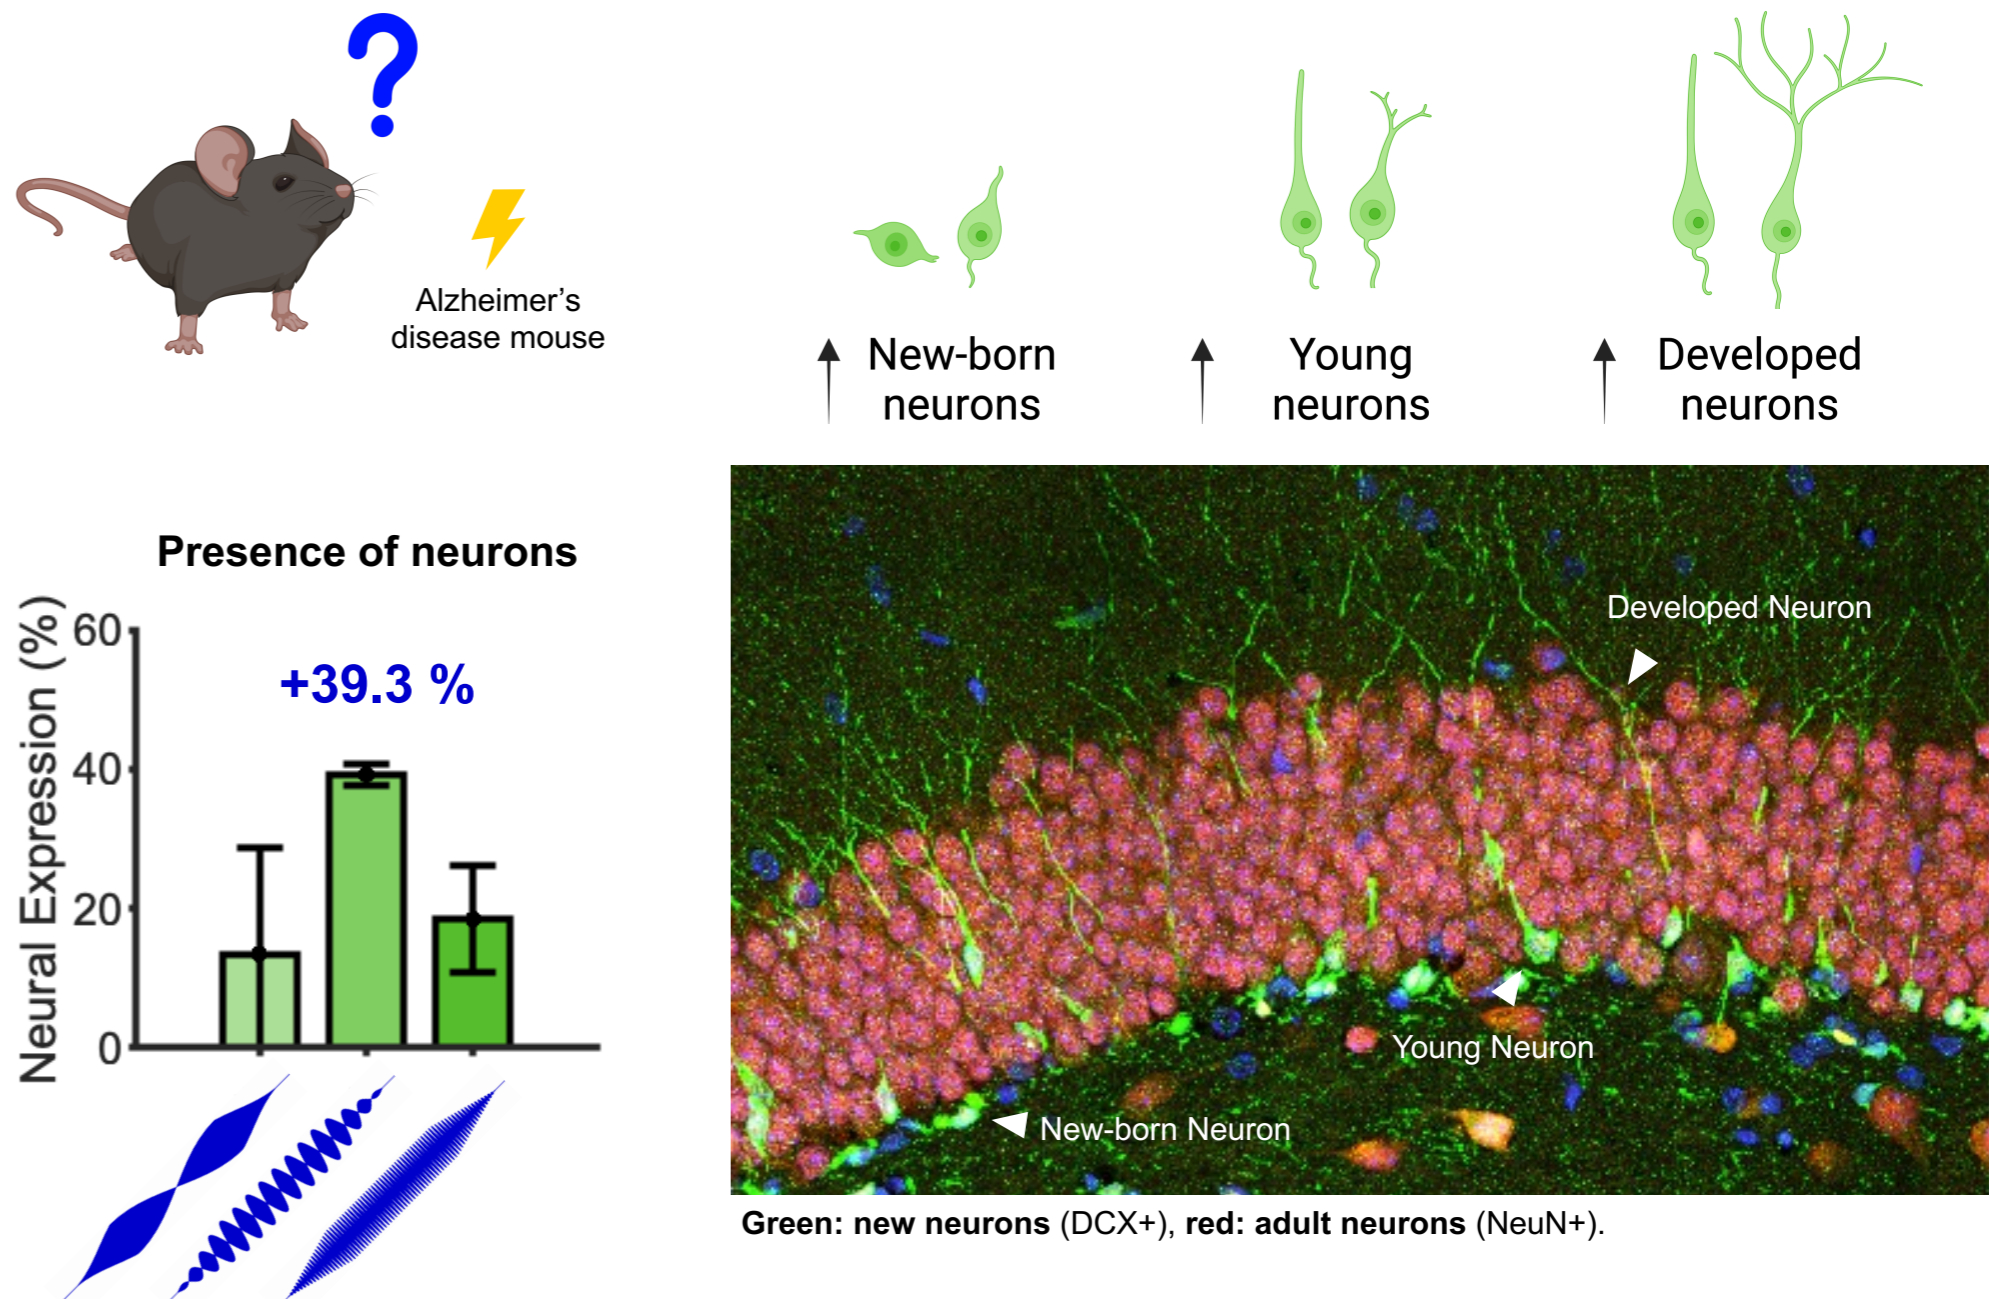 ?
Alzheimer's
disease mouse
New-born
neurons
Young
neurons
Developed
neurons
Presence of neurons
Neural Expression (%)
60
40
20
0
+39.3 %
Developed Neuron
Young Neuron
New-born Neuron
Green: new neurons (DCX+), red: adult neurons (NeuN+).